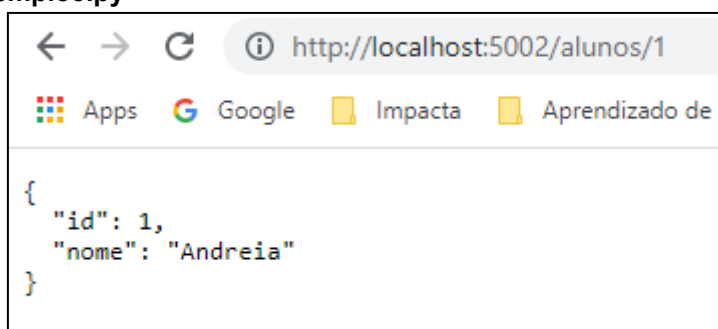 http://localhost:5002/alunos/1
Apps Google Impacta Aprendizado de
{
"id": 1,
"nome": "Andreia"
}